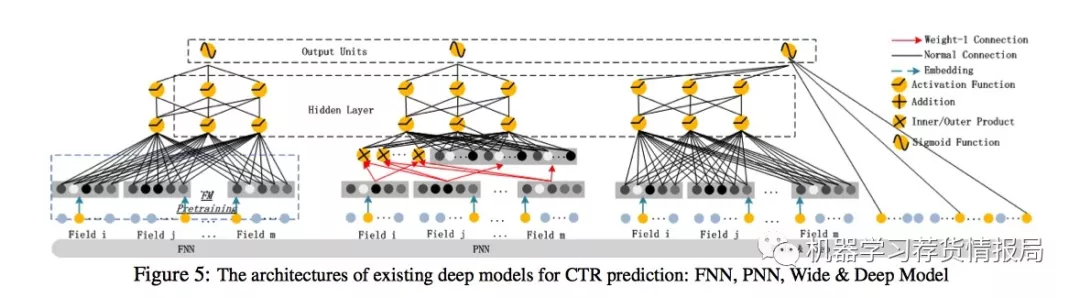 Output Units
Hidden Layer
Weight-1 Connection
Normal Connection
Embedding
Activation Function
Addition
Inner/Outer Product
Sigmoid Function
FM
Pretraining
...
Field i Field j ... Field m
Field i Field j ... Field m
Field i Field j ... Field m
FNN
PNN
机器学习荐货情报局
Figure 5: The architectures of existing deep models for CTR prediction: FNN, PNN, Wide & Deep Model